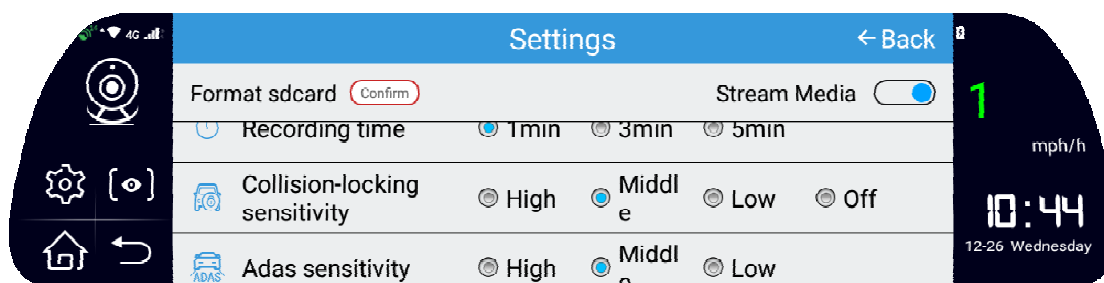 4G
Settings
←Back
Format sdcard Confirm
Stream Media
Recording time 1min 3min 5min
Collision-locking sensitivity High Middl
e Low Off
ADAS Adas sensitivity High Middl Low
1
mph/h
10:44
12-26 Wednesday